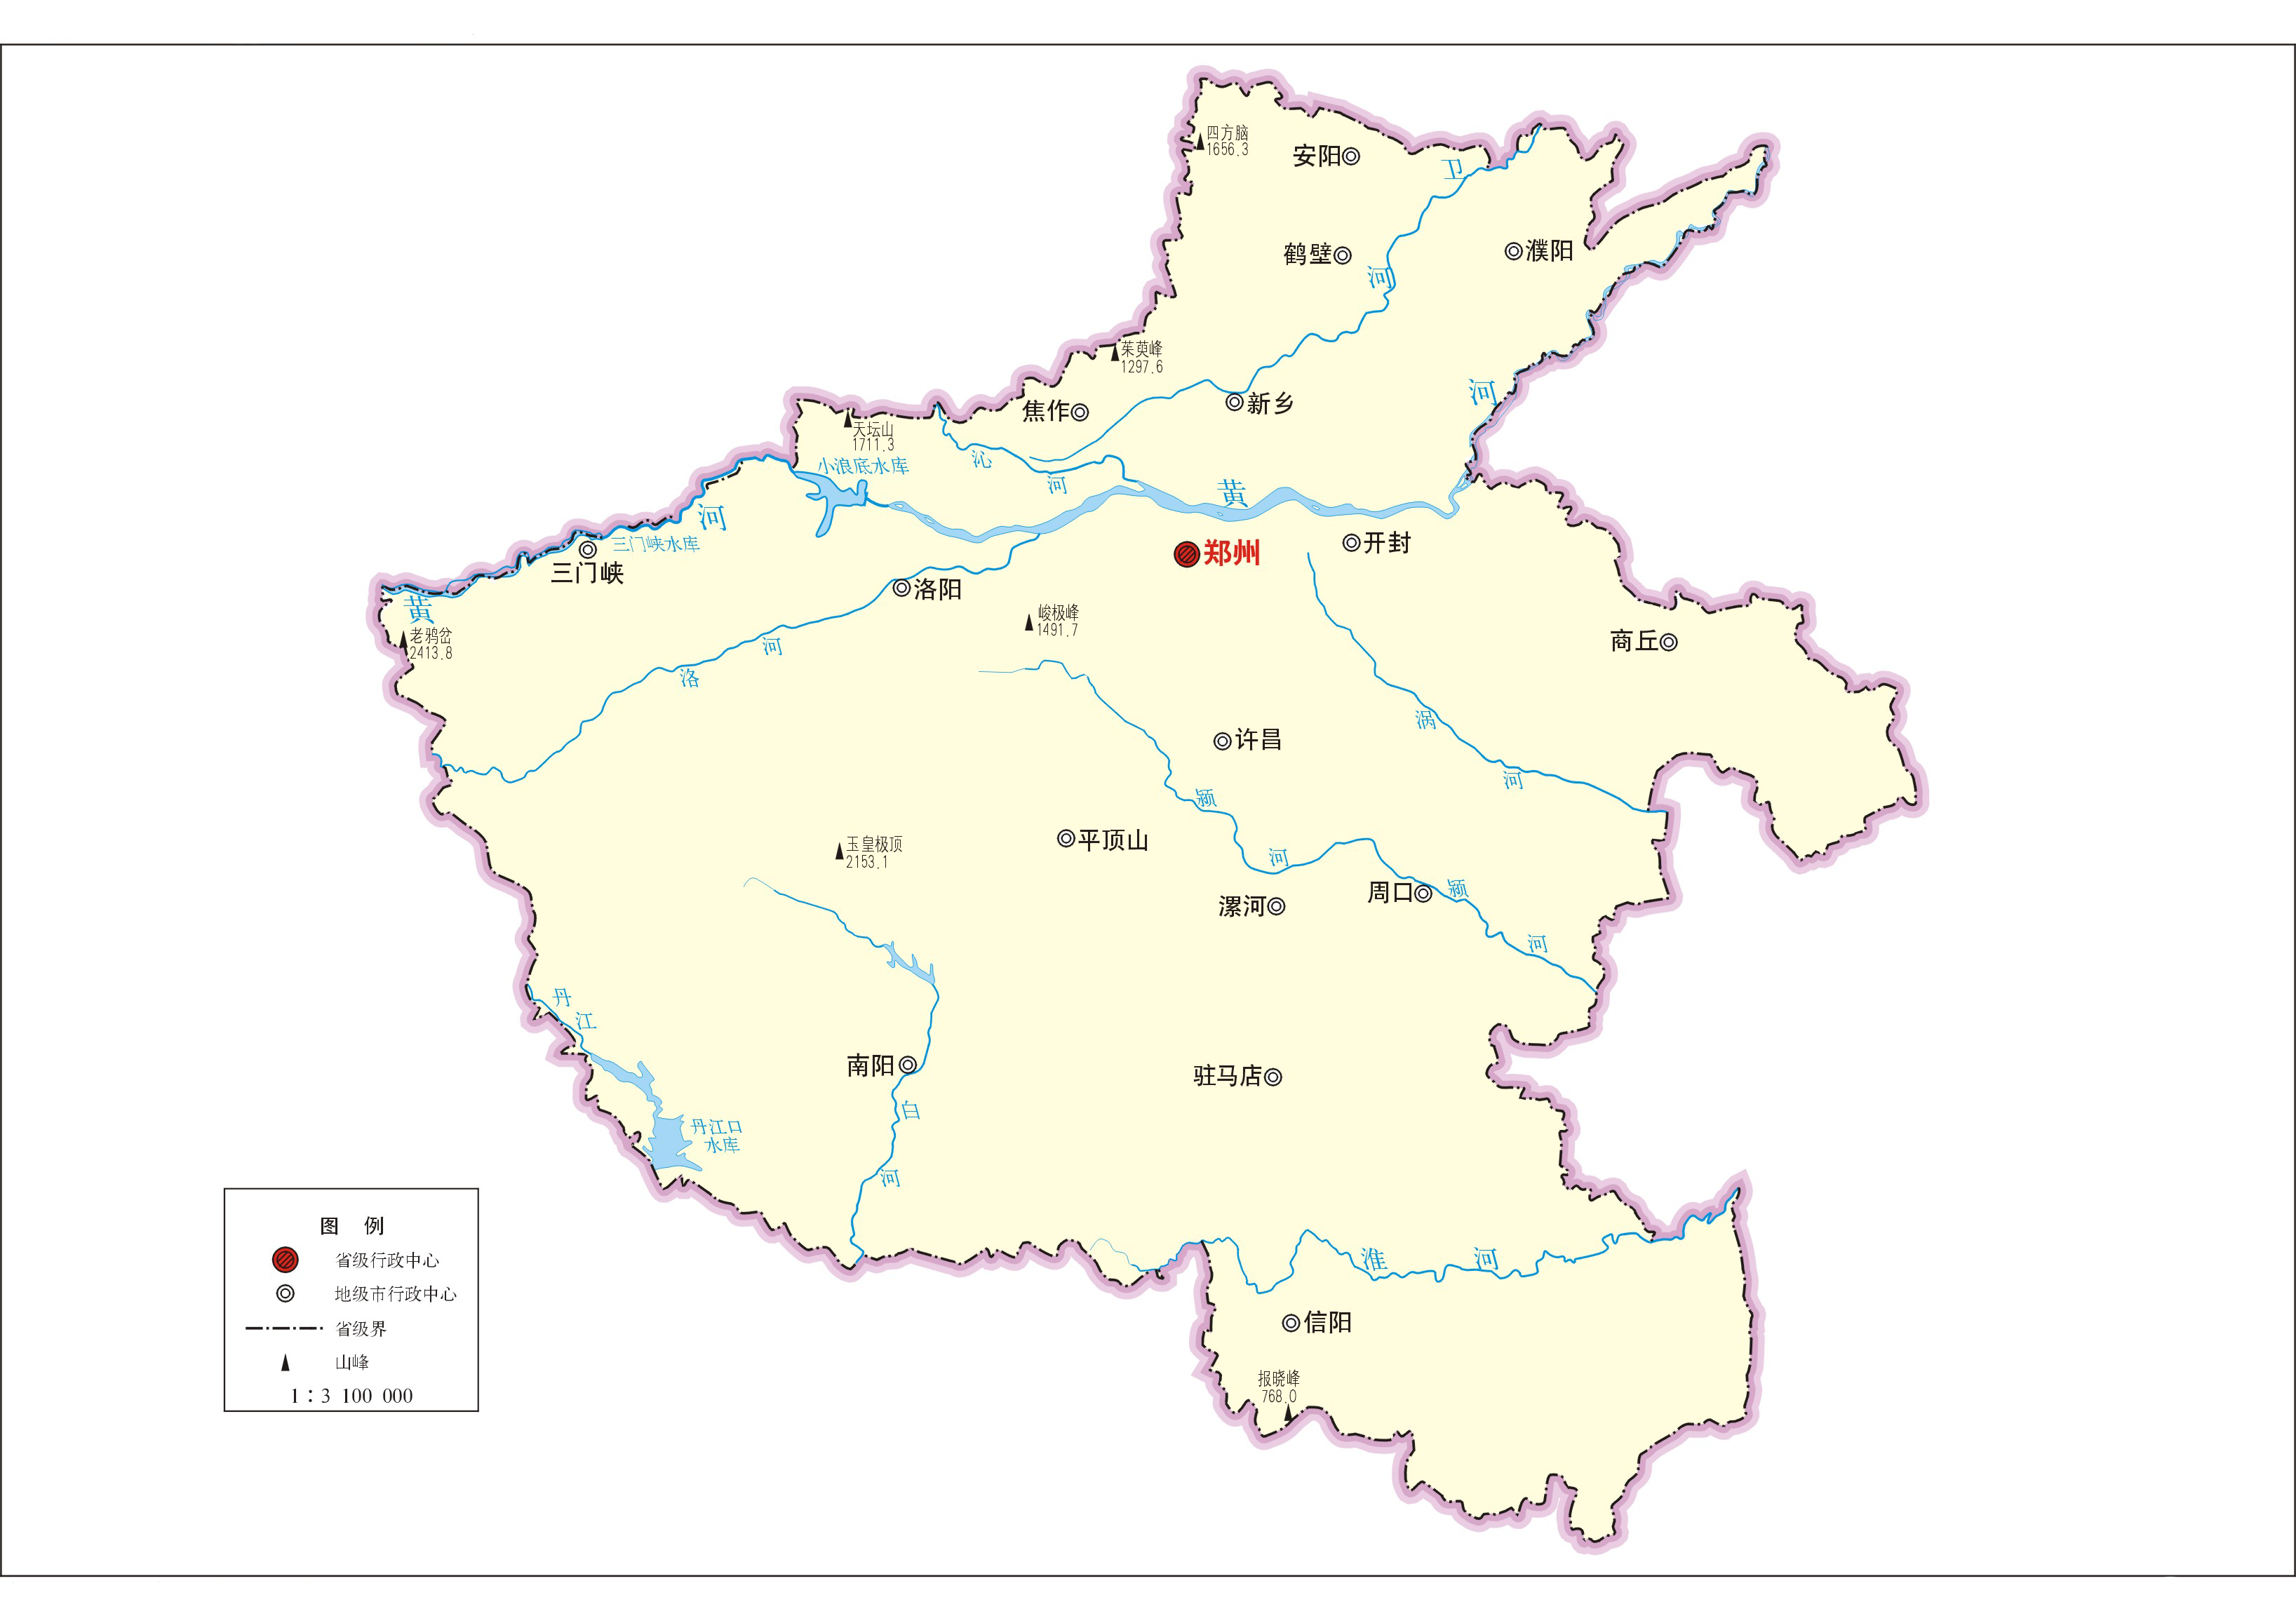 四方脑
1656.3
安阳
卫
鹤壁
濮阳
河
茱萸峰
1297.6
河
焦作
新乡
天坛山
1711.3
沁
小浪底水库
河
黄
河
三门峡水库
开封
郑州
三门峡
洛阳
黄
峻极峰
1491.7
老鸦岔
2413.8
商丘
河
洛
涡
许昌
河
颍
平顶山
玉皇极顶
2153.1
河
周口
颍
漯河
河
丹
江
南阳
驻马店
白
丹江口
水库
河
淮
河
信阳
报晓峰
768.0
图 例
省级行政中心
地级市行政中心
省级界
山峰
1：3 100 000